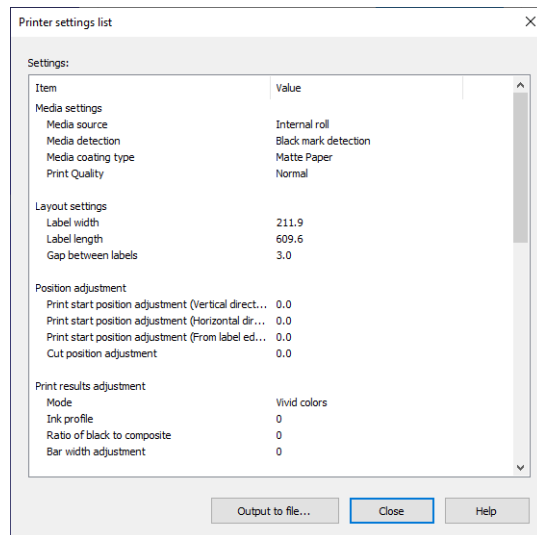 Printer settings list
Settings:
Item Value
Media settings
Media source Internal roll
Media detection Black mark detection
Media coating type Matte Paper
Print Quality Normal
Layout settings
Label width 211.9
Label length 609.6
Gap between labels 3.0
Position adjustment
Print start position adjustment (Vertical direct... 0.0
Print start position adjustment (Horizontal dir... 0.0
Print start position adjustment (From label ed... 0.0
Cut position adjustment 0.0
Print results adjustment
Mode Vivid colors
Ink profile 0
Ratio of black to composite 0
Bar width adjustment 0
Output to file... Close Help